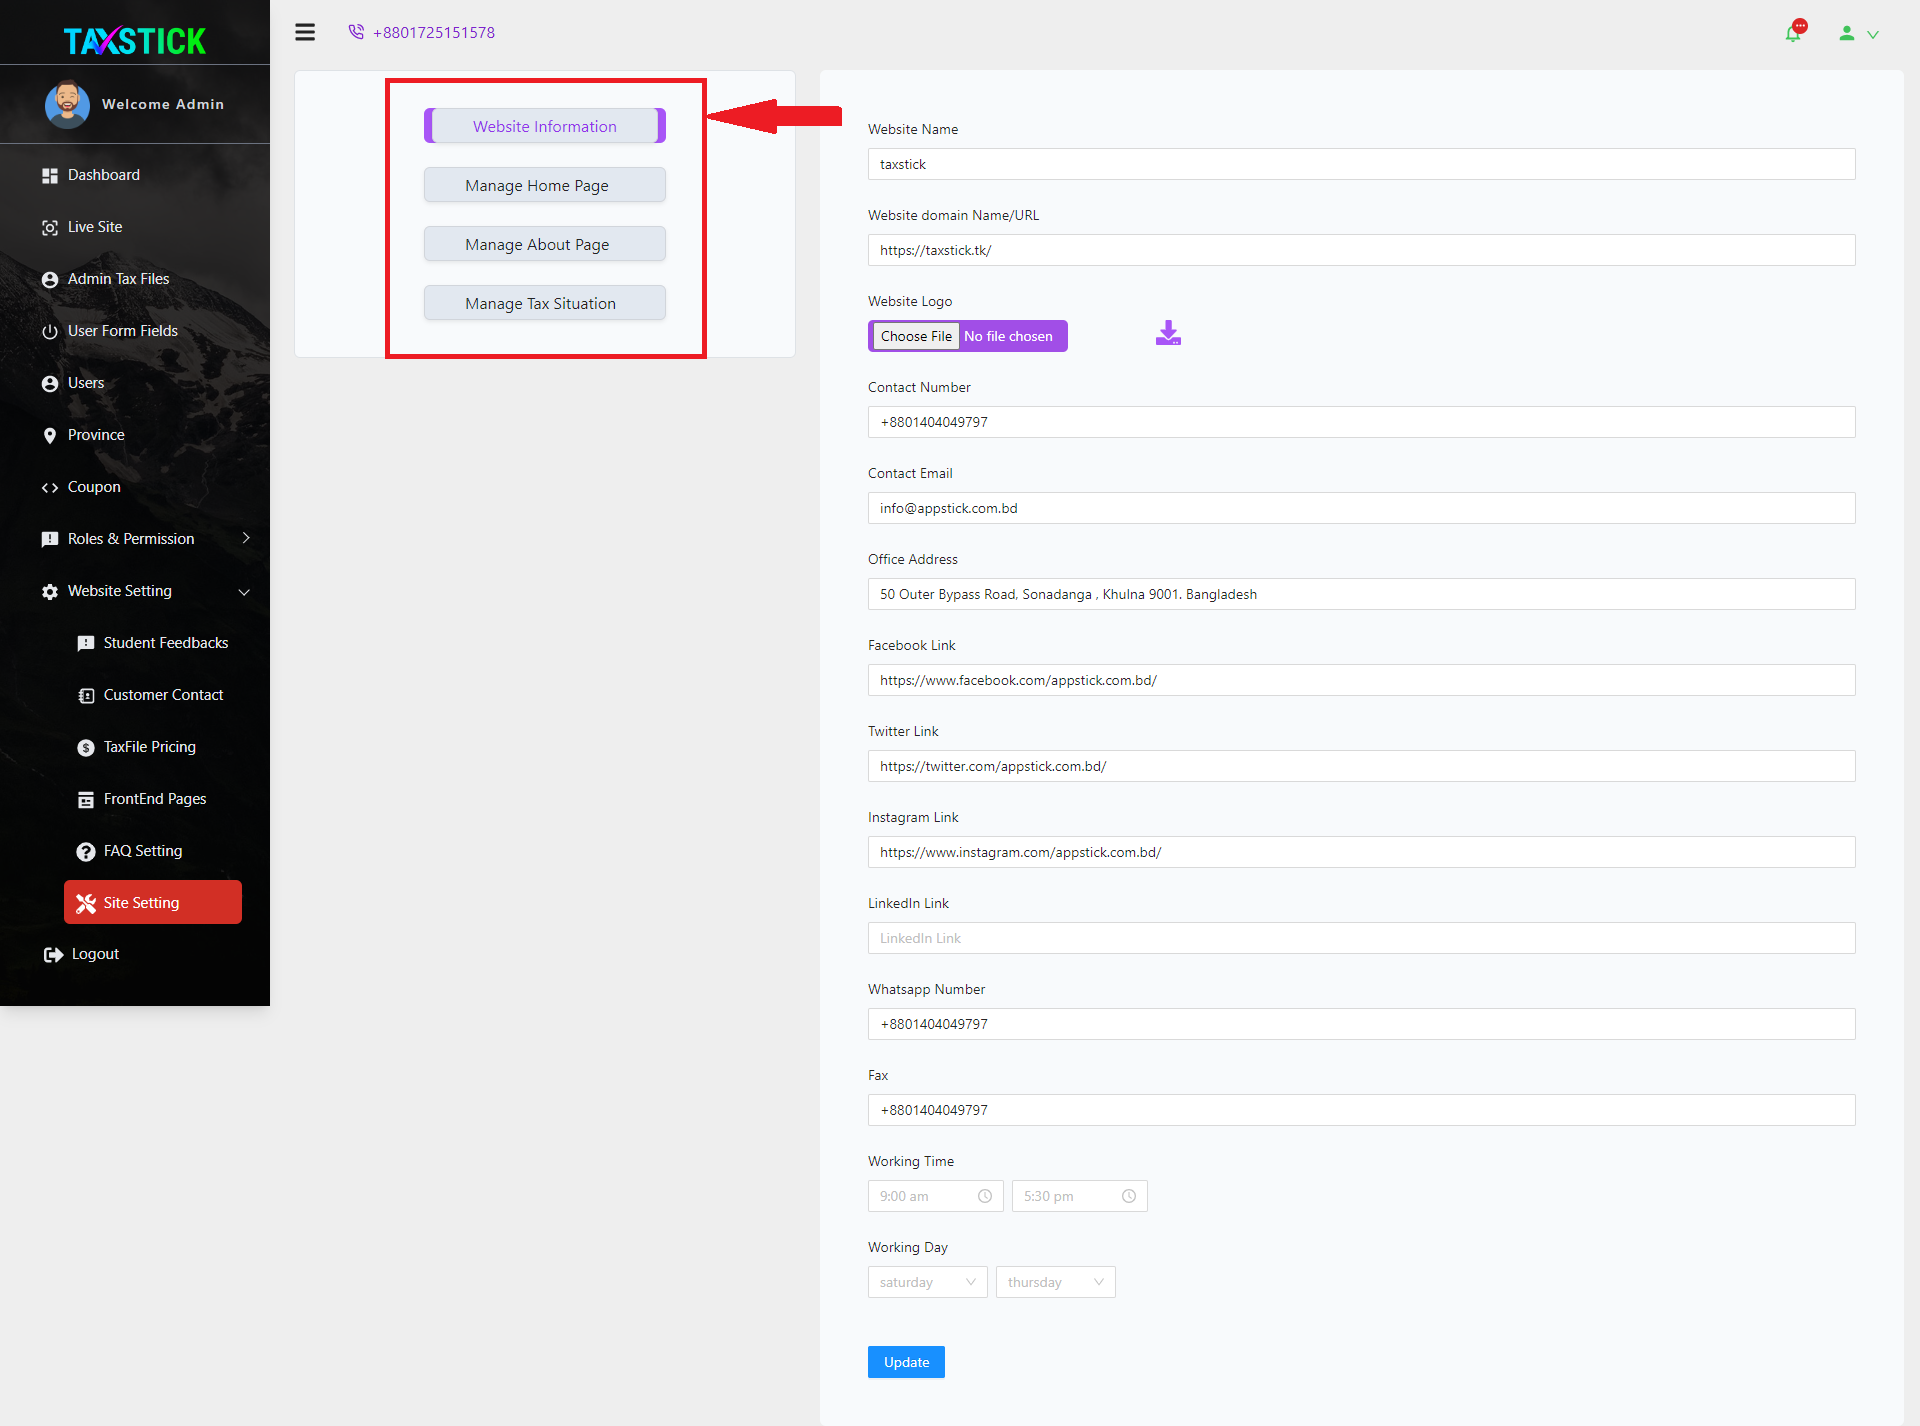 TAXSTICK
Welcome Admin
Dashboard
Live Site
Admin Tax Files
User Form Fields
Users
Province
Coupon
Roles & Permission
Website Setting
Student Feedbacks
Customer Contact
TaxFile Pricing
FrontEnd Pages
FAQ Setting
Site Setting
Logout
+8801725151578
Website Information
Manage Home Page
Manage About Page
Manage Tax Situation
Website Name
taxstick
Website domain Name/URL
https://taxstick.tk/
Website Logo
Choose File No file chosen
Contact Number
+8801404049797
Contact Email
info@appstick.com.bd
Office Address
50 Outer Bypass Road, Sonadanga , Khulna 9001. Bangladesh
Facebook Link
https://www.facebook.com/appstick.com.bd/
Twitter Link
https://twitter.com/appstick.com.bd/
Instagram Link
https://www.instagram.com/appstick.com.bd/
LinkedIn Link
LinkedIn Link
Whatsapp Number
+8801404049797
Fax
+8801404049797
Working Time
9:00 am 5:30 pm
Working Day
saturday thursday
Update